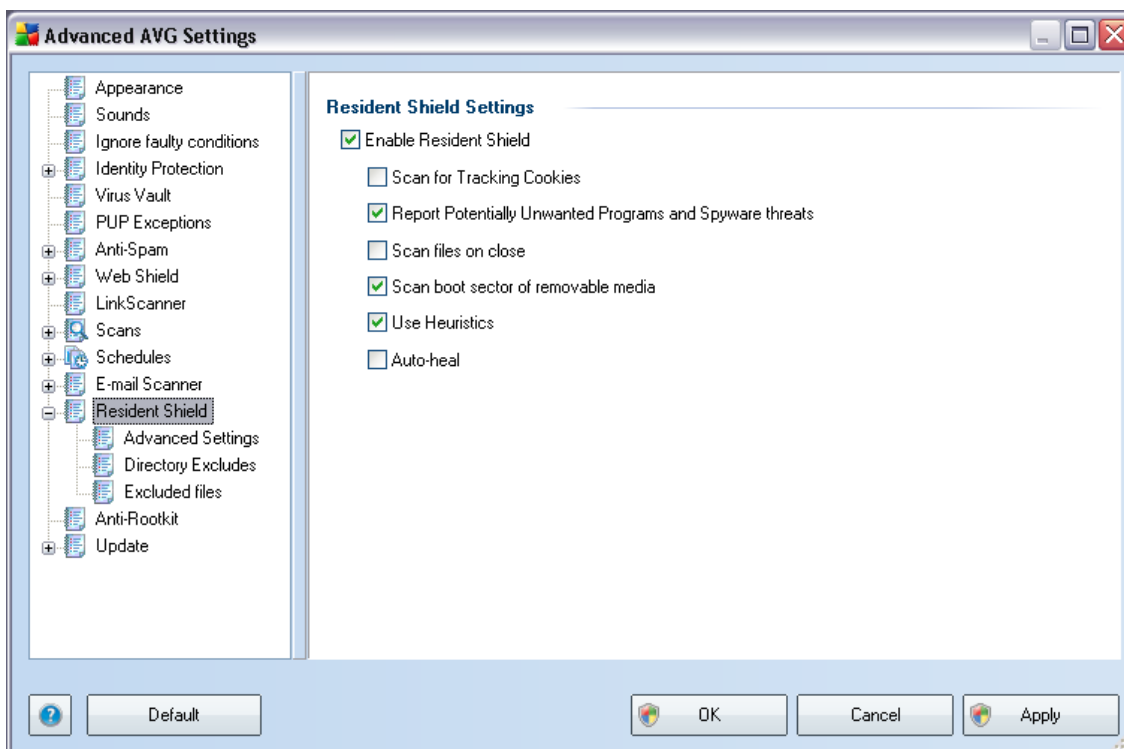 Advanced AVG Settings
Appearance
Sounds
Ignore faulty conditions
Identity Protection
Virus Vault
PUP Exceptions
Anti-Spam
Web Shield
LinkScanner
Scans
Schedules
E-mail Scanner
Resident Shield
Advanced Settings
Directory Excludes
Excluded files
Anti-Rootkit
Update
Resident Shield Settings
Enable Resident Shield
Scan for Tracking Cookies
Report Potentially Unwanted Programs and Spyware threats
Scan files on close
Scan boot sector of removable media
Use Heuristics
Auto-heal
? Default OK Cancel Apply